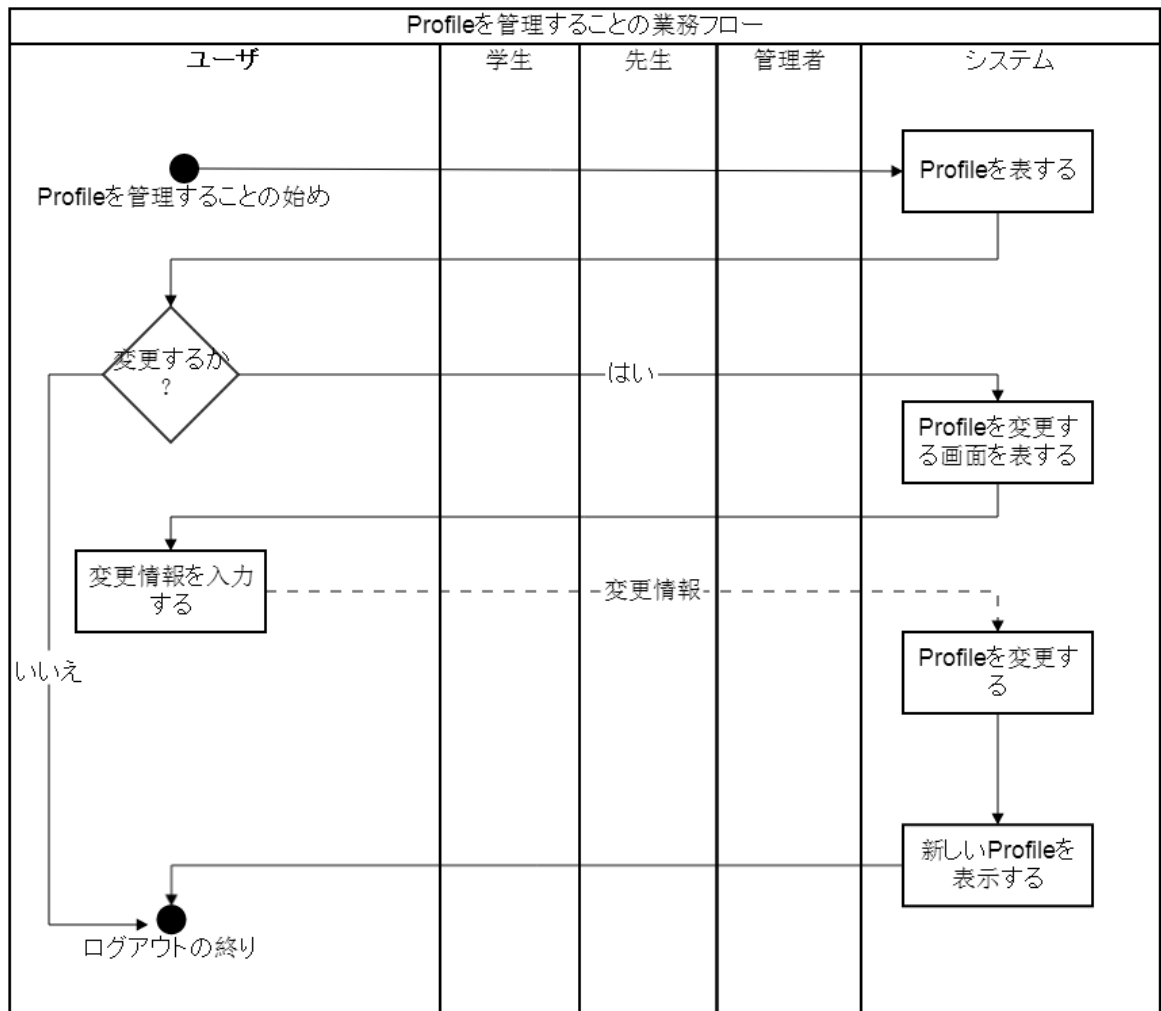 Profileを管理することの業務フロー
ユーザ
学生
先生
管理者
システム
Profileを表する
Profileを管理することの始め
変更するか
?
はい
Profileを変更す
る画面を表する
変更情報を入力
する
変更情報
Profileを変更す
る
いいえ
新しいProfileを
表示する
ログアウトの終り